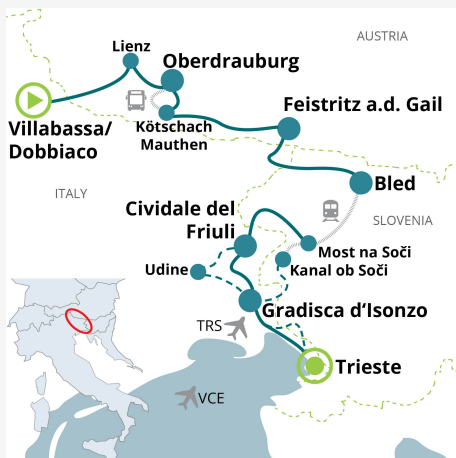 AUSTRIA
Lienz
Oberdrauburg
Feistritz a.d. Gail
Villabassa/
Dobbiaco
Kötschach
Mauthen
ITALY
Bled
SLOVENIA
Cividale del
Friuli
Most na Soči
Udine
Kanal ob Soči
Gradisca d‘Isonzo
TRS
Trieste
VCE